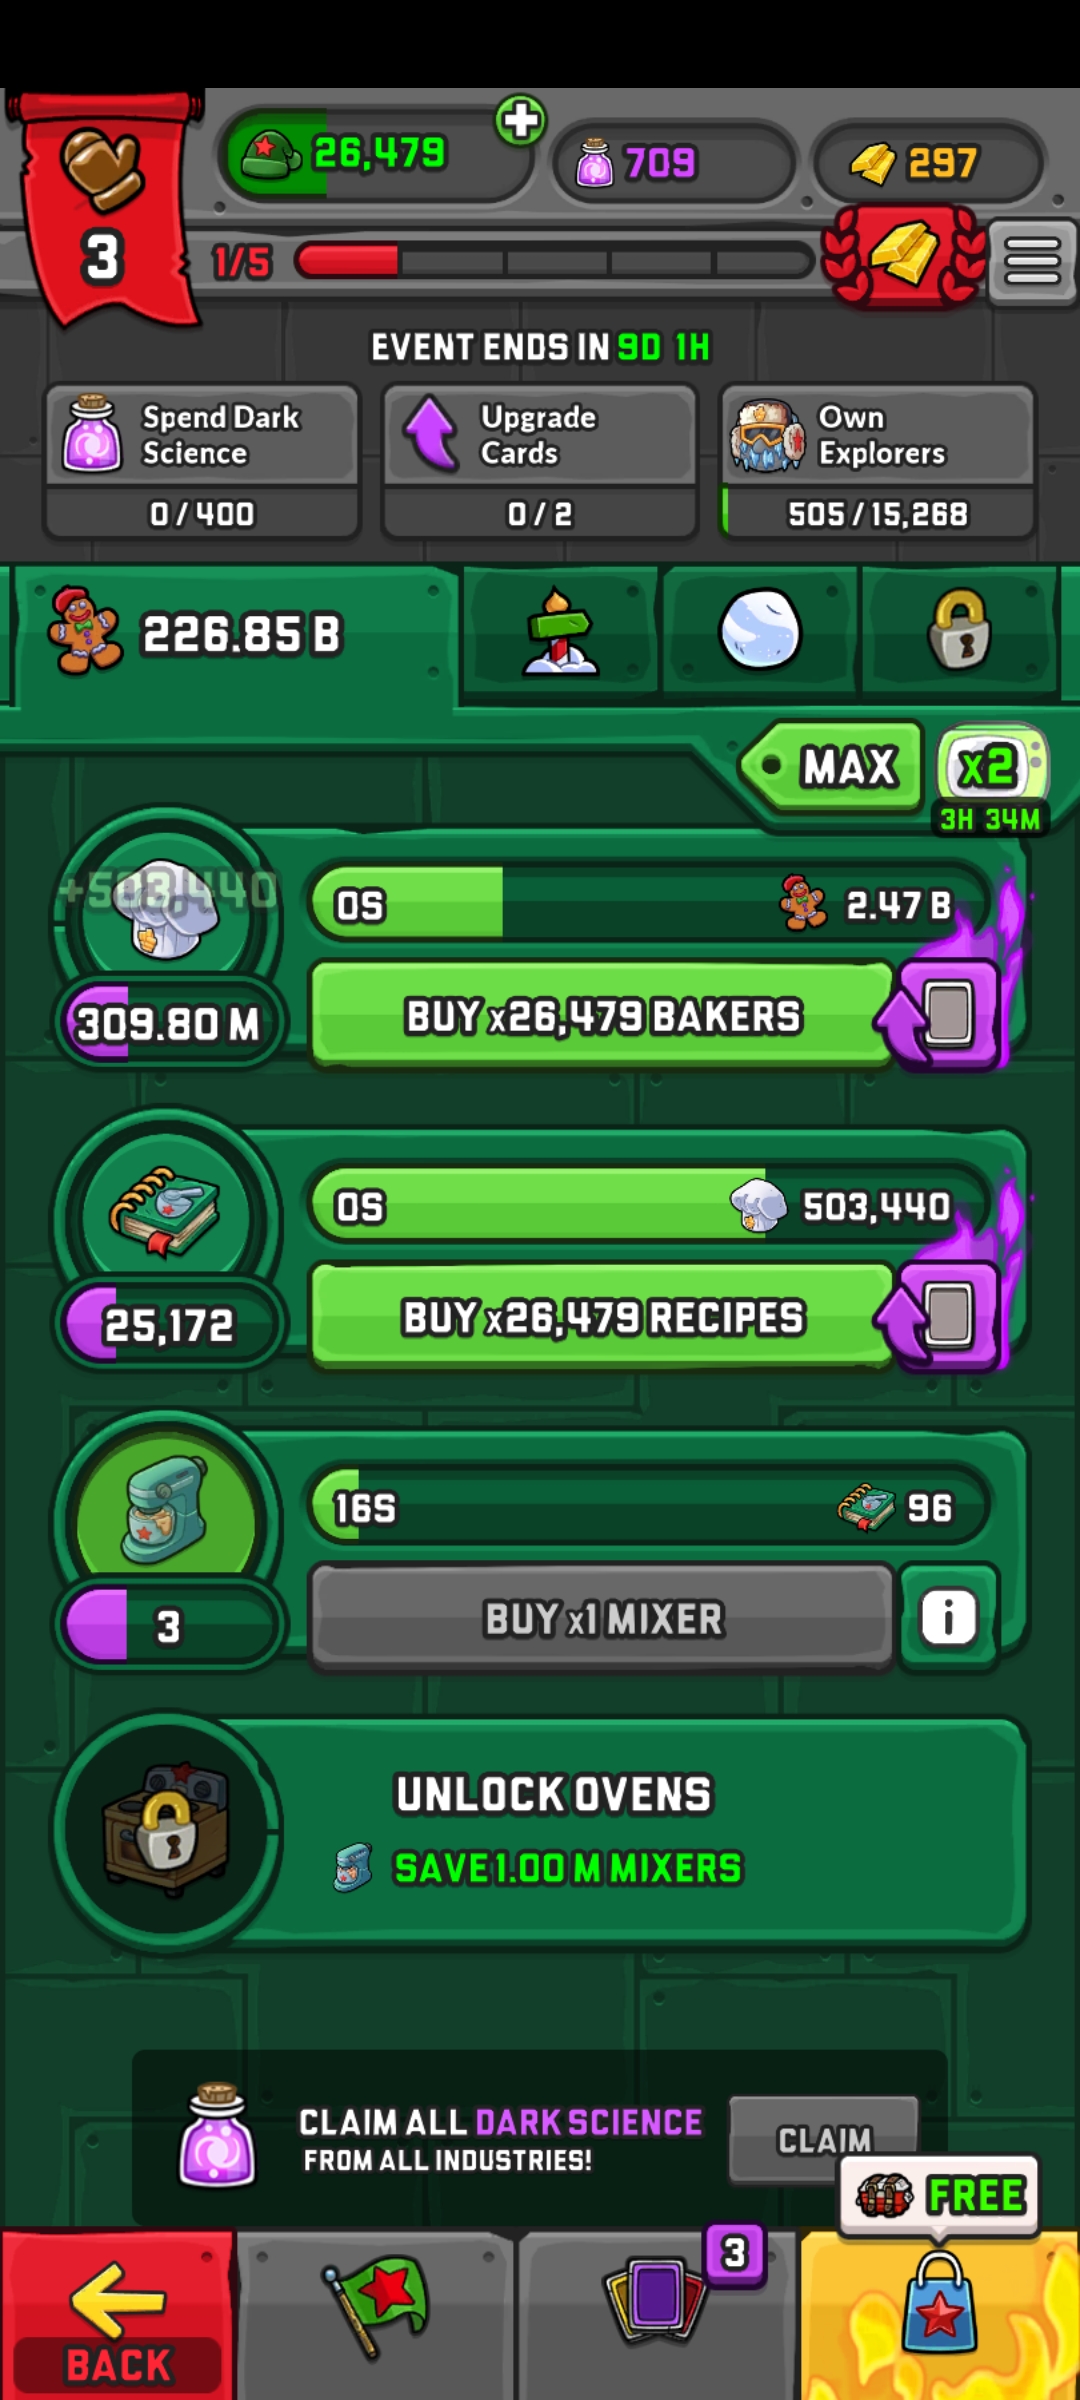 26,479
709
297
3
1/5
EVENT ENDS IN 9D 1H
Spend Dark
Science
0/400
Upgrade
Cards
0/2
Own
Explorers
505/15,268
226.85 B
MAX
x2
3H 34M
+503,440
0S
2.47 B
309.80 M
BUY x26,479 BAKERS
0S
503,440
25,172
BUY x26,479 RECIPES
16S
96
3
BUY x1 MIXER
i
UNLOCK OVENS
SAVE 1.00 M MIXERS
CLAIM ALL DARK SCIENCE
FROM ALL INDUSTRIES!
CLAIM
FREE
3
BACK